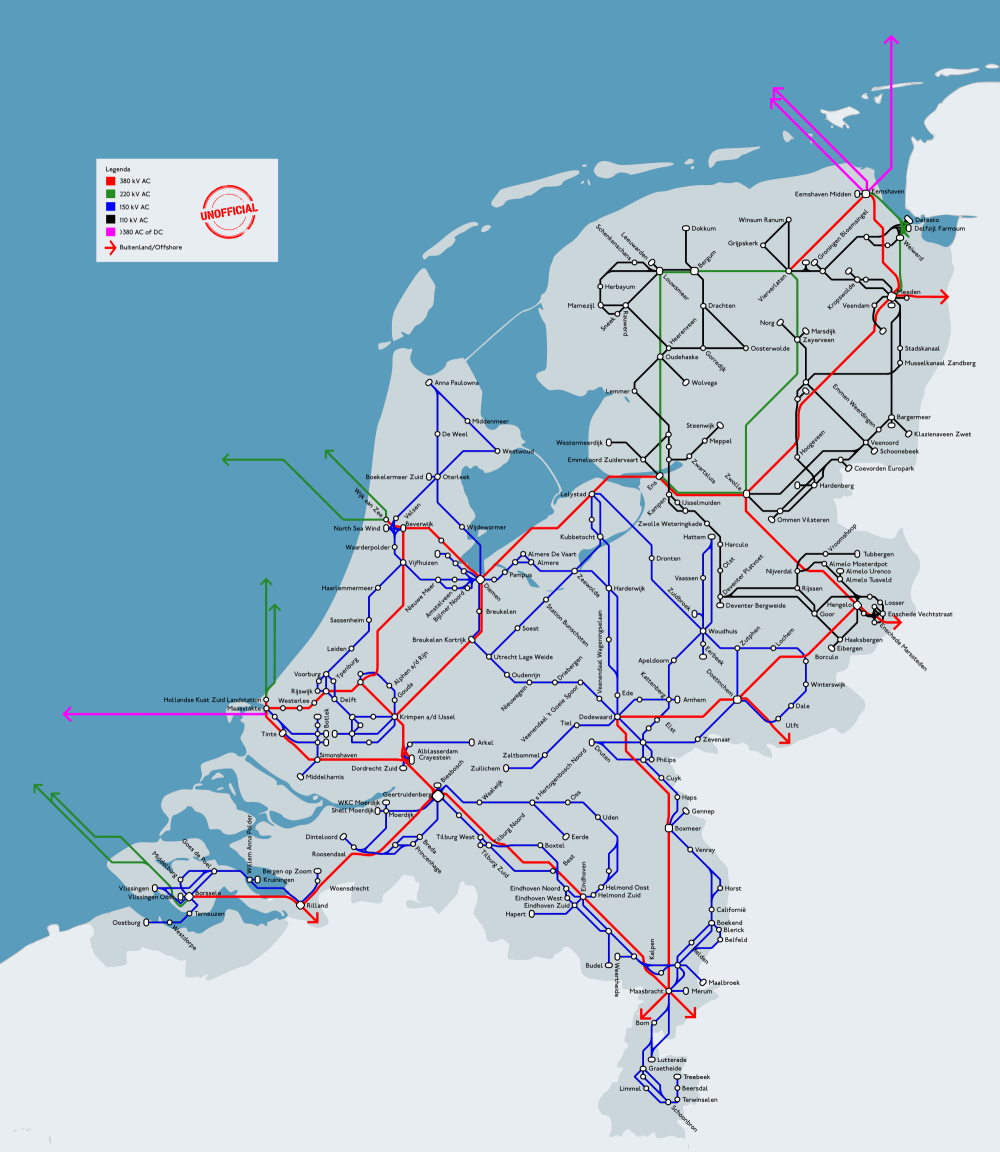 Legenda
380 kV AC
220 kV AC
150 kV AC
110 kV AC
>380 AC of DC
Buitenland/Offshore
UNOFFICIAL
Eemshaven Midden
Eemshaven
Delesto
Delfzijl Farmsum
Weiwerd
Groningen Bloemsingel
Winsum Ranum
Grijpskerk
Vierverlaten
Dokkum
Bergum
Leeuwarden
Schenkenschans
Louwsmeer
Herbayum
Marnezijl
Sneek
Rauwerd
Drachten
Heerenveen
Gorredijk
Oosterwolde
Oudehaske
Wolvega
Lemmer
Kropswolde
Meeden
Veendam
Norg
Marsdijk
Zeyerveen
Stadskanaal
Musselkanaal Zandberg
Emmen Weerdingen
Bargermeer
Klazienaveen Zwet
Veenoord
Schoonebeek
Coevorden Europark
Hoogeveen
Hardenberg
Ommen Vilsteren
Steenwijk
Meppel
Zwartsluis
Westermeerdijk
Emmeloord Zuidervaart
Ens
Zwolle
Kampen
IJsselmuiden
Zwolle Weteringkade
Hattem
Harculo
Olst
Vaassen
Zuidbroek
Deventer Platvoet
Deventer Bergweide
Woudhuis
Eerbeek
Zutphen
Lochem
Borculo
Winterswijk
Dale
Ulft
Doetinchem
Vroomshoop
Tubbergen
Almelo Mosterdpot
Almelo Urenco
Almelo Tusveld
Nijverdal
Rijssen
Goor
Hengelo
Losser
Enschede Vechtstraat
Enschede Marssteden
Haaksbergen
Eibergen
Anna Paulowna
Middenmeer
De Weel
Westwoud
Boekelermeer Zuid
Oterleek
Wijdewormer
Wijk aan Zee
Velsen
Beverwijk
North Sea Wind
Waarderpolder
Vijfhuizen
Haarlemmermeer
Nieuwe Meer
Amstelveen
Bijlmer Noord
Diemen
Pampus
Almere De Vaart
Almere
Lelystad
Kubbetocht
Dronten
Zeewolde
Harderwijk
Sassenheim
Leiden
Breukelen
Breukelen Kortrijk
Soest
Station Bunschoten
Utrecht Lage Weide
Oudenrijn
Nieuwegein
Driebergen
Veenendaal Wageningselaan
Veenendaal 't Goeie Spoor
Ede
Apeldoorn
Kattenberg
Arnhem
Elst
Zevenaar
Dodewaard
Tiel
Zaltbommel
Zuilichem
Druten
Philips
Voorburg
Ypenburg
Rijswijk
Delft
Alphen a/d Rijn
Gouda
Hollandse Kust Zuid Landstation
Maasvlakte
Westerlee
Botlek
Tinte
Simonshaven
Middelharnis
Krimpen a/d IJssel
Alblasserdam
Crayestein
Arkel
Dordrecht Zuid
Biesbosch
Geertruidenberg
Waalwijk
's Hertogenbosch Noord
Oss
Uden
Cuyk
Haps
Gennep
Boxmeer
Venray
Horst
Californië
Boekend
Blerick
Belfeld
Helden
Kelpen
Maalbroek
WKC Moerdijk
Shell Moerdijk
Moerdijk
Dinteloord
Roosendaal
Breda
Princenhage
Tilburg West
Tilburg Noord
Tilburg Zuid
Boxtel
Best
Eerde
Eindhoven
Eindhoven Noord
Eindhoven West
Eindhoven Zuid
Hapert
Helmond Oost
Helmond Zuid
Budel
Weertheide
Maasbracht
Merum
Born
Lutterade
Graetheide
Limmel
Treebeek
Beersdal
Terwinselen
Schoonbron
Middelburg
Goes de Poel
Willem Anna Polder
Vlissingen
Vlissingen Oost
Borssele
Terneuzen
Oostburg
Westdorpe
Kruiningen
Bergen op Zoom
Woensdrecht
Rilland